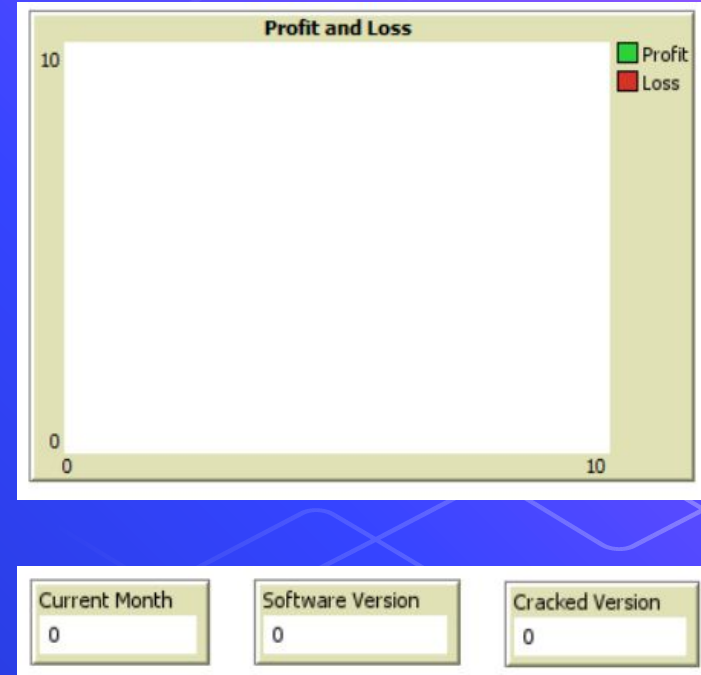 Profit and Loss
10
Profit
Loss
0
0 10
Current Month
0
Software Version
0
Cracked Version
0